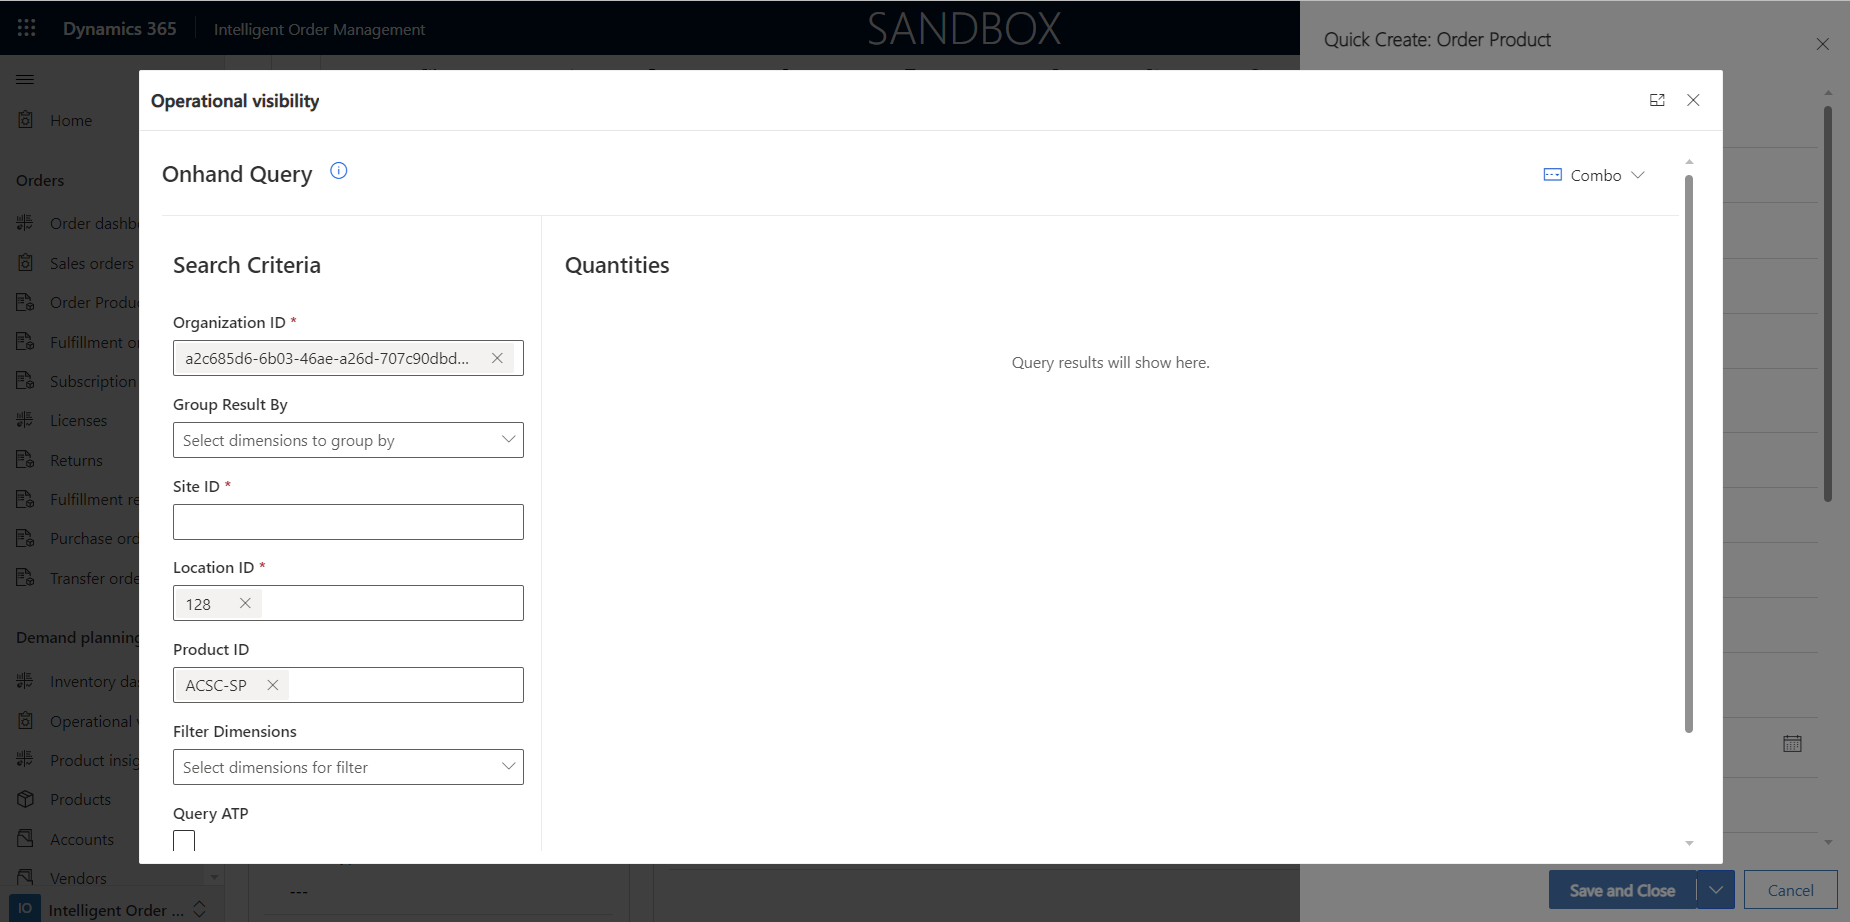 Dynamics 365
Intelligent Order Management
SANDBOX
Quick Create: Order Product
Home
Orders
Order dashb
Sales orders
Order Produ
Fulfillment o
Subscription
Licenses
Returns
Fulfillment re
Purchase ord
Transfer orde
Demand planning
Inventory das
Operational v
Product insig
Products
Accounts
Vendors
IO
Intelligent Order ...
Operational visibility
Onhand Query
Combo
Search Criteria
Organization ID *
a2c685d6-6b03-46ae-a26d-707c90dbd...
Group Result By
Select dimensions to group by
Site ID *
Location ID *
128
Product ID
ACSC-SP
Filter Dimensions
Select dimensions for filter
Query ATP
Quantities
Query results will show here.
---
Save and Close
Cancel